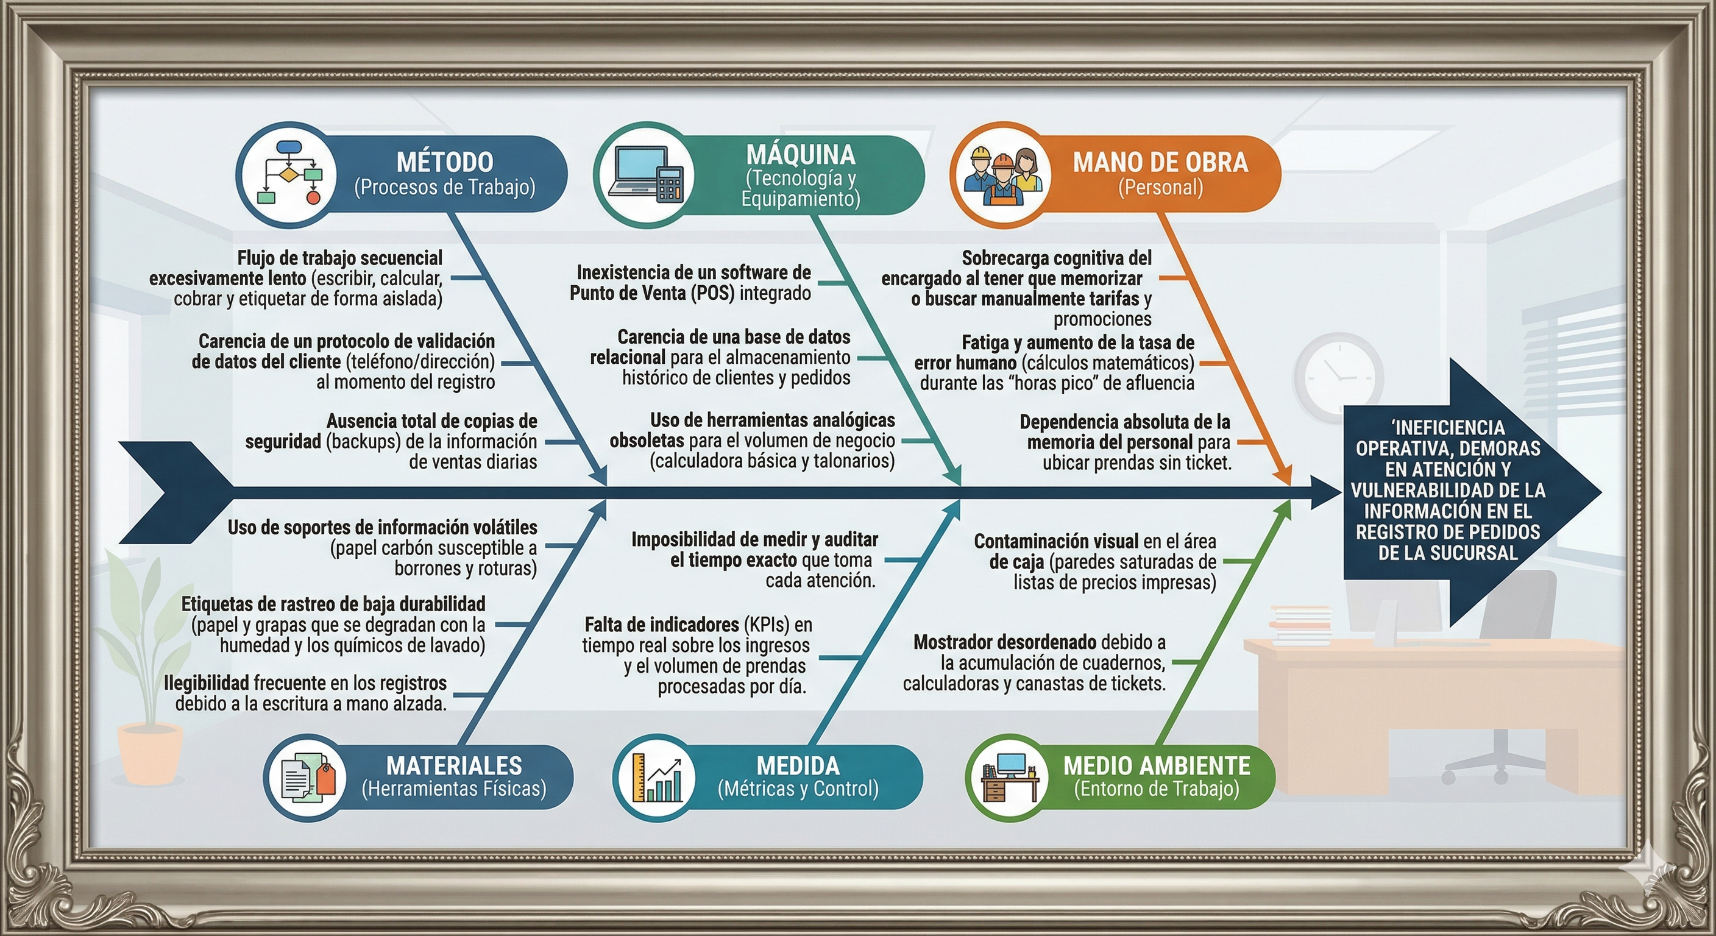 MÉTODO
(Procesos de Trabajo)
Flujo de trabajo secuencial
excesivamente lento (escribir, calcular,
cobrar y etiquetar de forma aislada)
Carencia de un protocolo de validación
de datos del cliente (teléfono/dirección)
al momento del registro
Ausencia total de copias de
seguridad (backups) de la información
de ventas diarias
MÁQUINA
(Tecnología y
Equipamiento)
Inexistencia de un software de
Punto de Venta (POS) integrado
Carencia de una base de datos
relacional para el almacenamiento
histórico de clientes y pedidos
Uso de herramientas analógicas
obsoletas para el volumen de negocio
(calculadora básica y talonarios)
MANO DE OBRA
(Personal)
Sobrecarga cognitiva del
encargado al tener que memorizar
o buscar manualmente tarifas y
promociones
Fatiga y aumento de la tasa de
error humano (cálculos matemáticos)
durante las “horas pico” de afluencia
Dependencia absoluta de la
memoria del personal para
ubicar prendas sin ticket.
‘INEFICIENCIA
OPERATIVA, DEMORAS
EN ATENCIÓN Y
VULNERABILIDAD DE LA
INFORMACIÓN EN EL
REGISTRO DE PEDIDOS
DE LA SUCURSAL
Uso de soportes de información volátiles
(papel carbón susceptible a
borrones y roturas)
Etiquetas de rastreo de baja durabilidad
(papel y grapas que se degradan con la
humedad y los químicos de lavado)
Ilegibilidad frecuente en los registros
debido a la escritura a mano alzada.
MATERIALES
(Herramientas Físicas)
Imposibilidad de medir y auditar
el tiempo exacto que toma
cada atención.
Falta de indicadores (KPIs) en
tiempo real sobre los ingresos
y el volumen de prendas
procesadas por día.
MEDIDA
(Métricas y Control)
Contaminación visual en el área
de caja (paredes saturadas de
listas de precios impresas)
Mostrador desordenado debido a
la acumulación de cuadernos,
calculadoras y canastas de tickets.
MEDIO AMBIENTE
(Entorno de Trabajo)